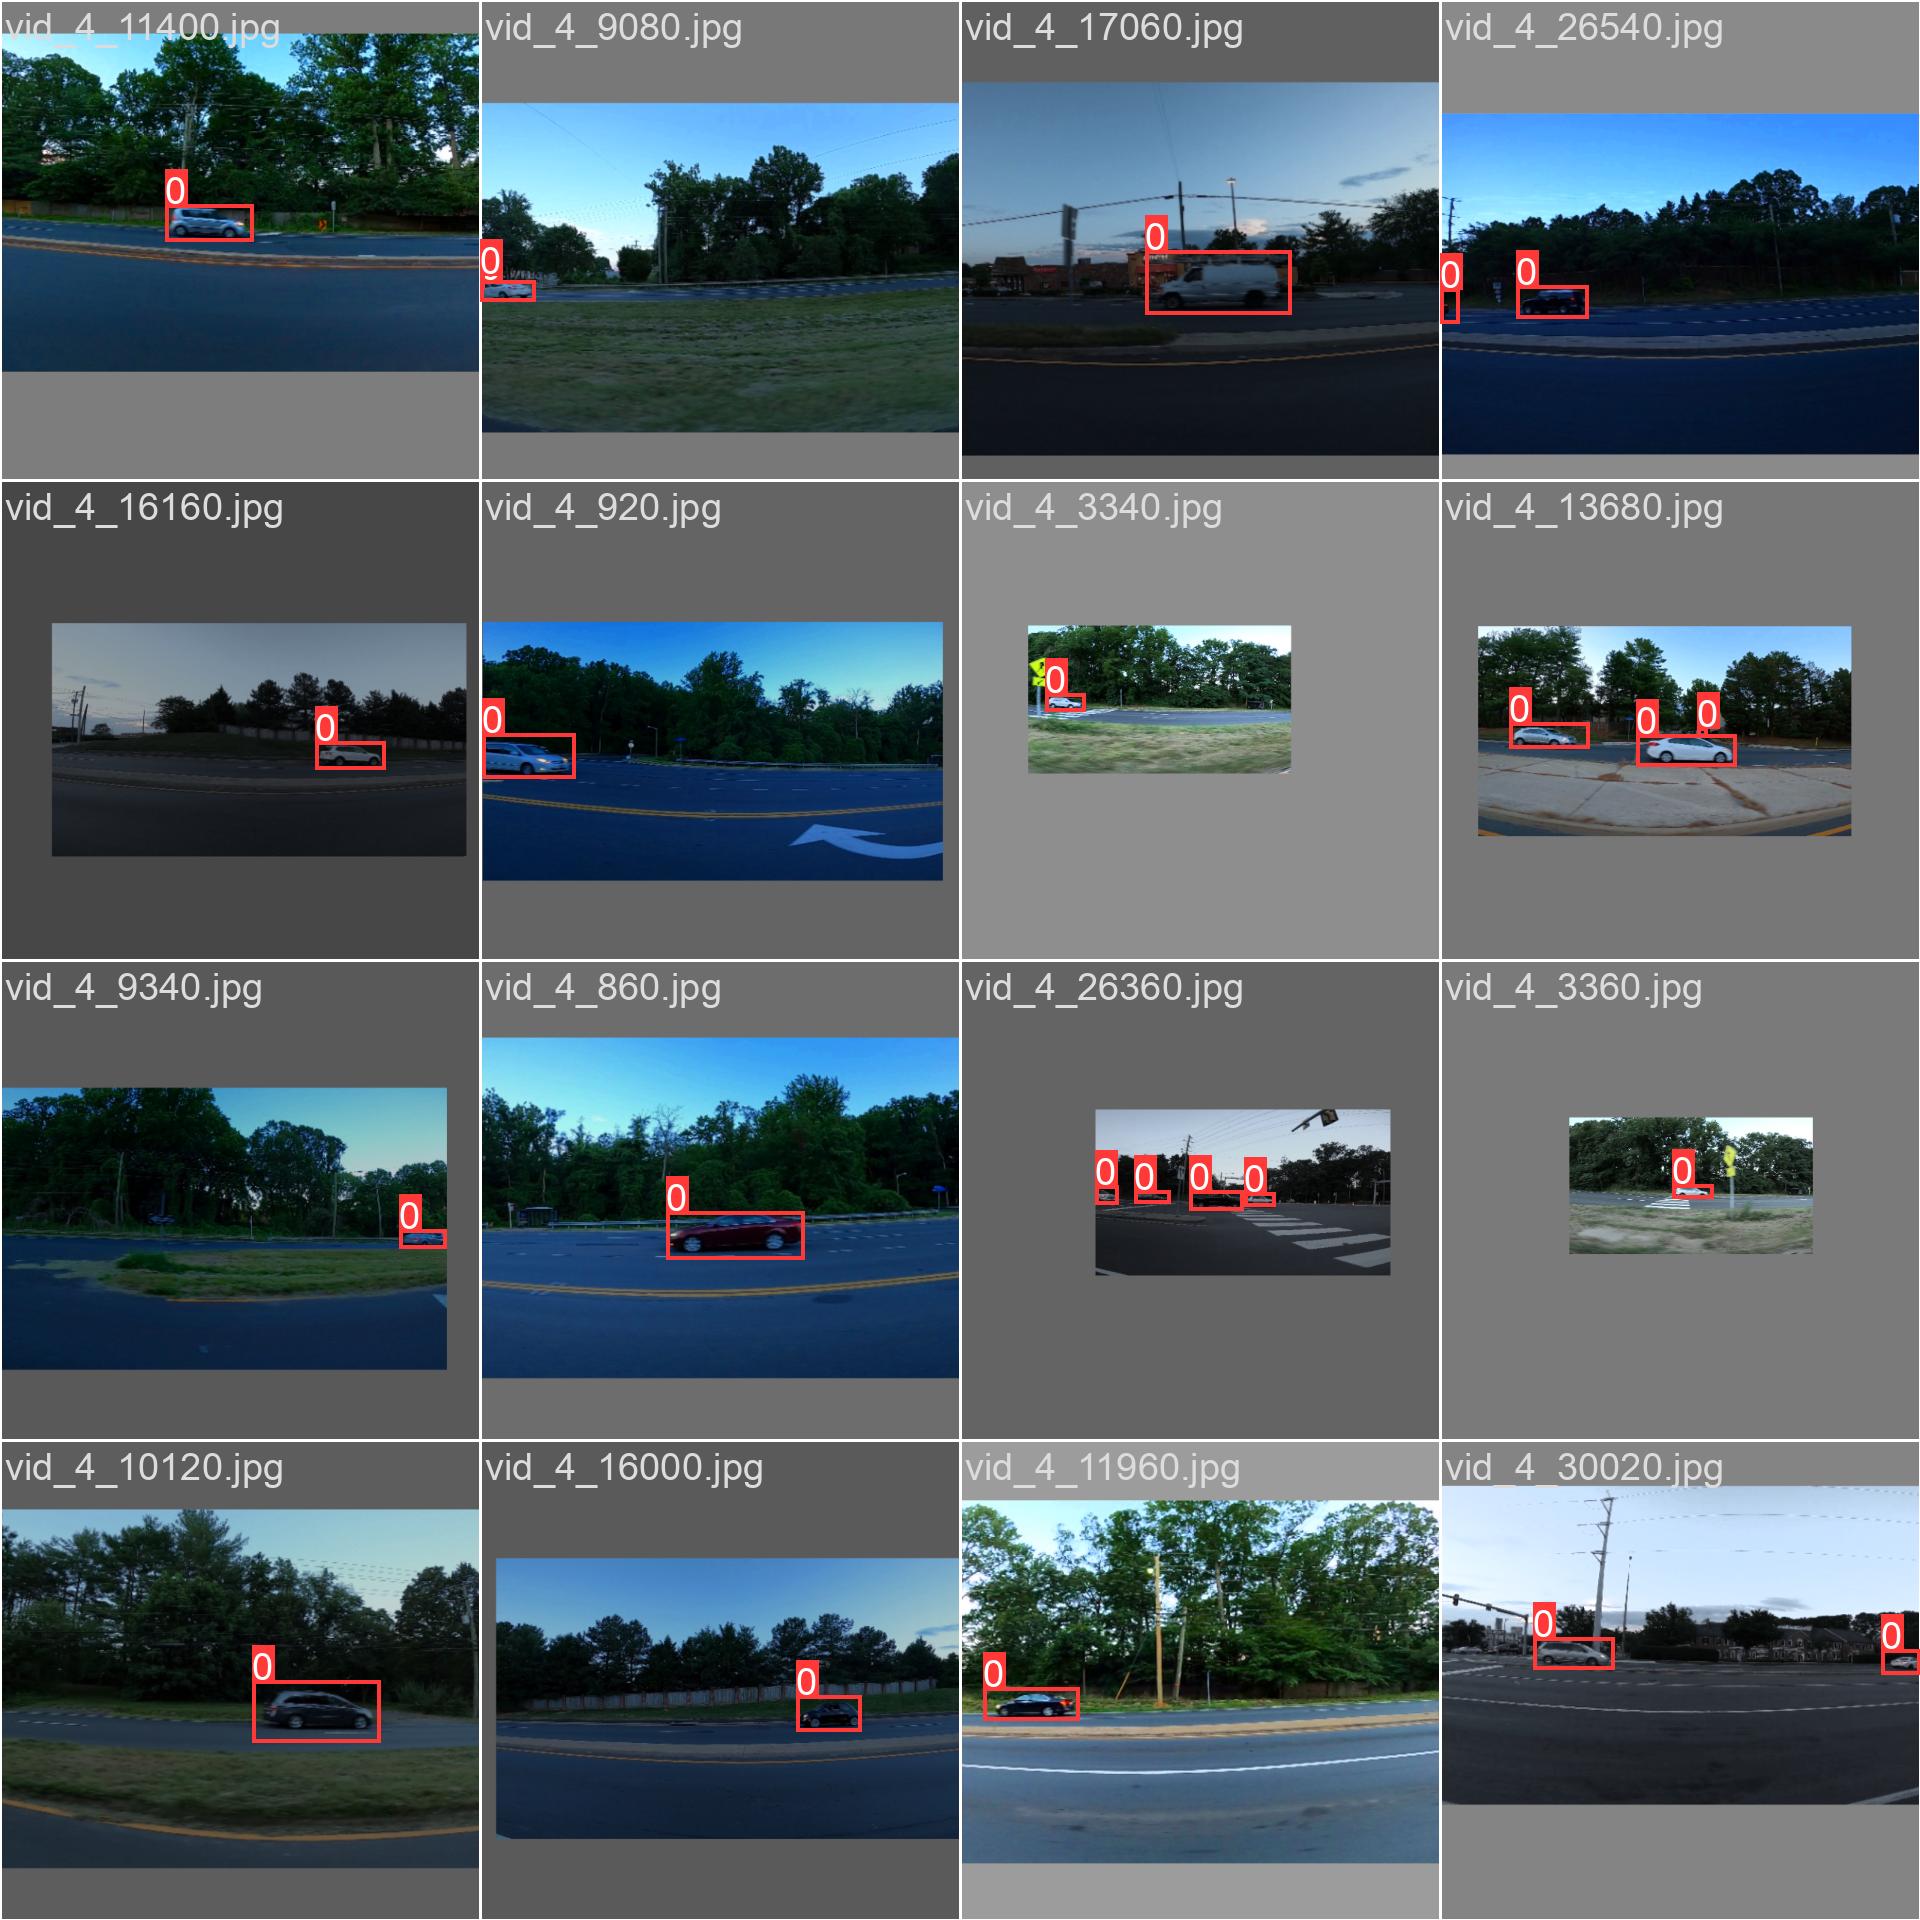 vid_4_11400.jpg
vid_4_9080.jpg
vid_4_17060.jpg
vid_4_26540.jpg
0
0
0
0
0
vid_4_16160.jpg
vid_4_920.jpg
vid_4_3340.jpg
vid_4_13680.jpg
0
0
0
0
0
0
vid_4_9340.jpg
vid_4_860.jpg
vid_4_26360.jpg
vid_4_3360.jpg
0
0
0
0
0
0
0
vid_4_10120.jpg
vid_4_16000.jpg
vid_4_11960.jpg
vid_4_30020.jpg
0
0
0
0
0